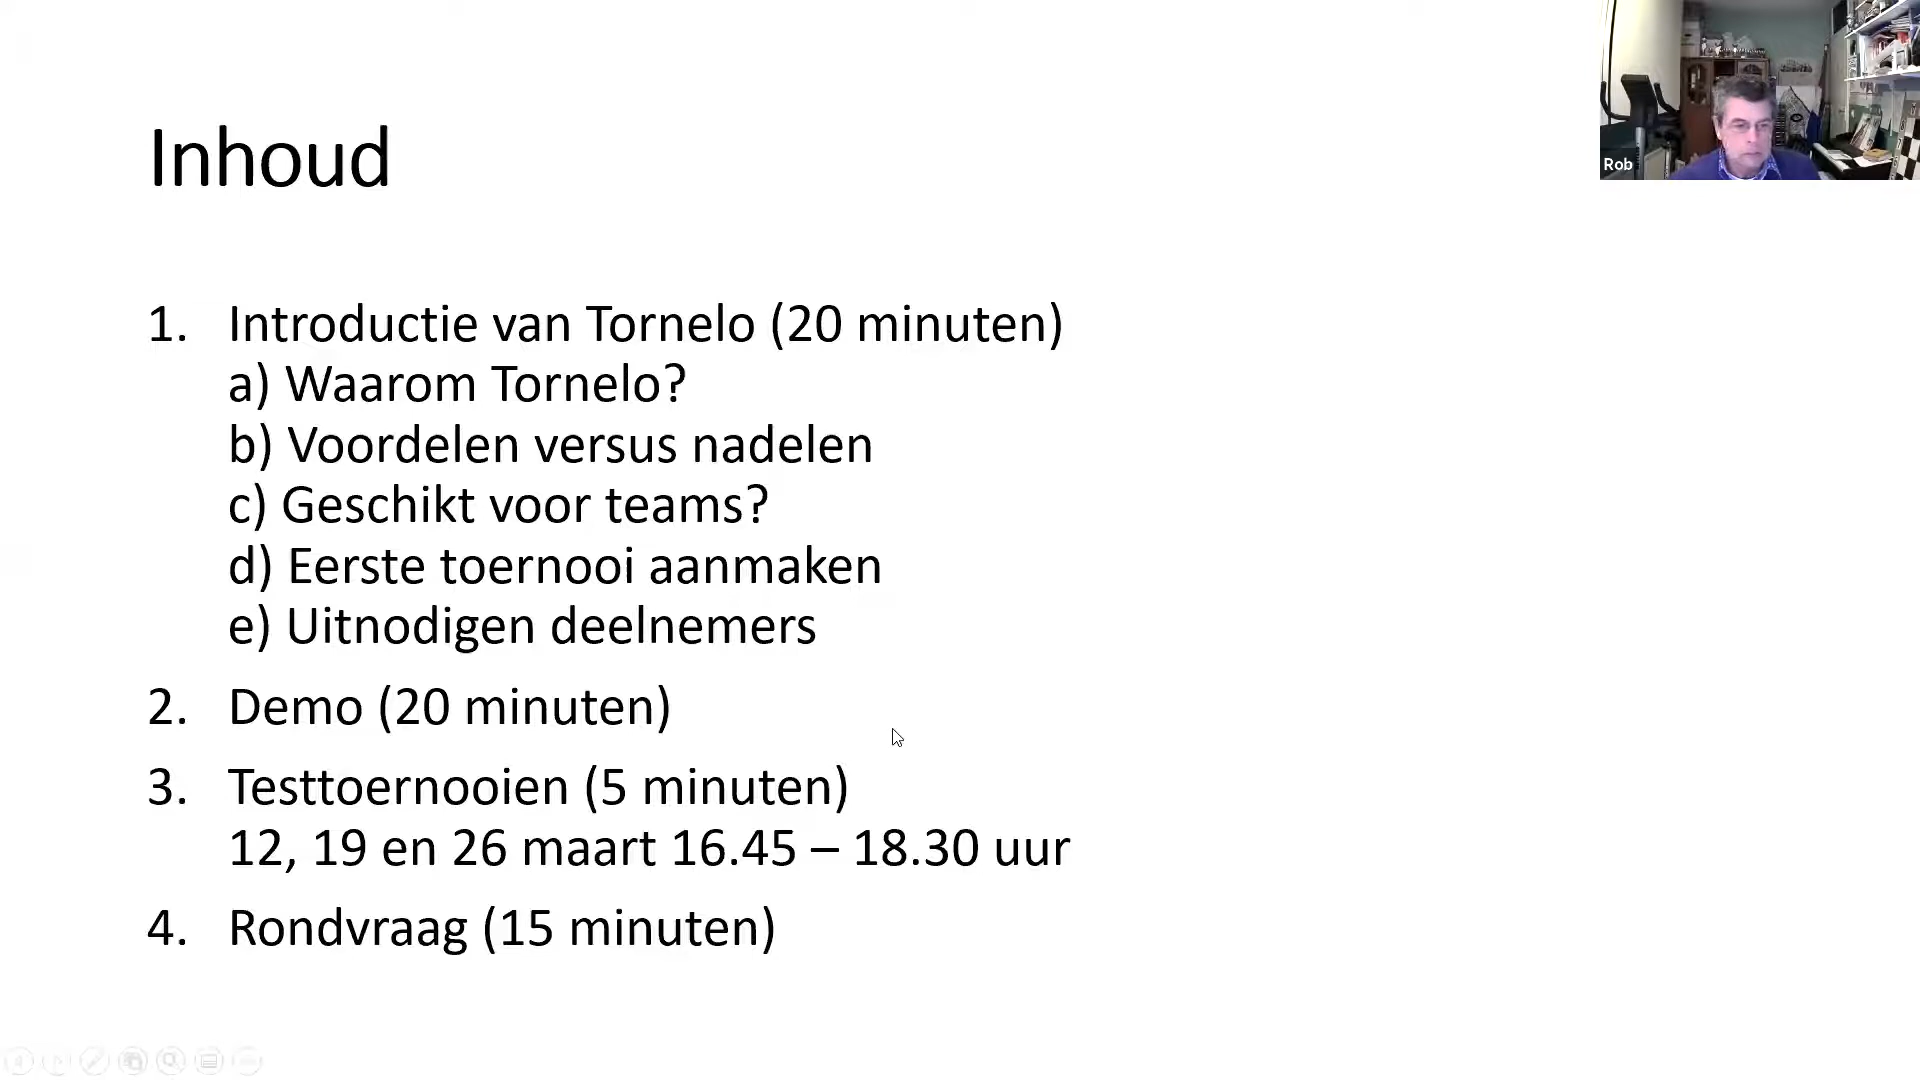 Inhoud
Rob
1. Introductie van Tornelo (20 minuten)
a) Waarom Tornelo?
b) Voordelen versus nadelen
c) Geschikt voor teams?
d) Eerste toernooi aanmaken
e) Uitnodigen deelnemers
2. Demo (20 minuten)
3. Testtoernooien (5 minuten)
12, 19 en 26 maart 16.45 – 18.30 uur
4. Rondvraag (15 minuten)